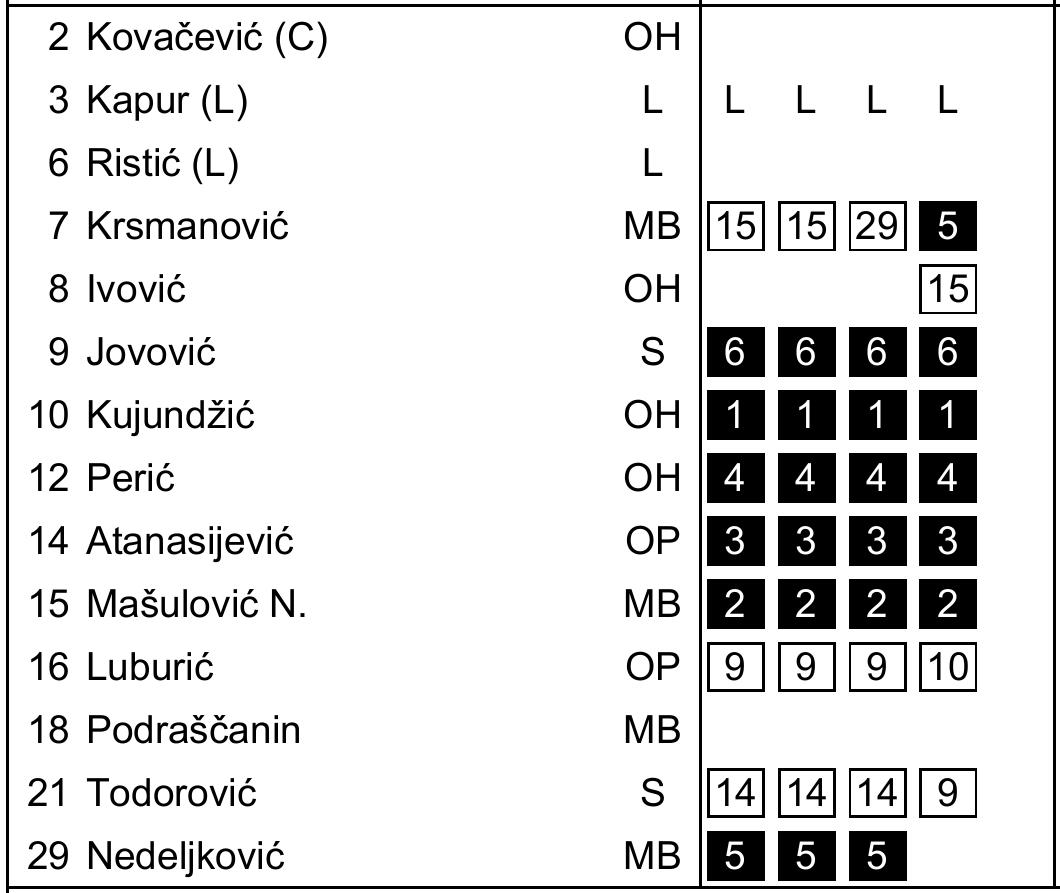 2 Kovačević (C) OH
3 Kapur (L) L L L L L
6 Ristić (L) L
7 Krsmanović MB 15 15 29 5
8 Ivović OH 15
9 Jovović S 6 6 6 6
10 Kujundžić OH 1 1 1 1
12 Perić OH 4 4 4 4
14 Atanasijević OP 3 3 3 3
15 Mašulović N. MB 2 2 2 2
16 Luburić OP 9 9 9 10
18 Podraščanin MB
21 Todorović S 14 14 14 9
29 Nedeljković MB 5 5 5